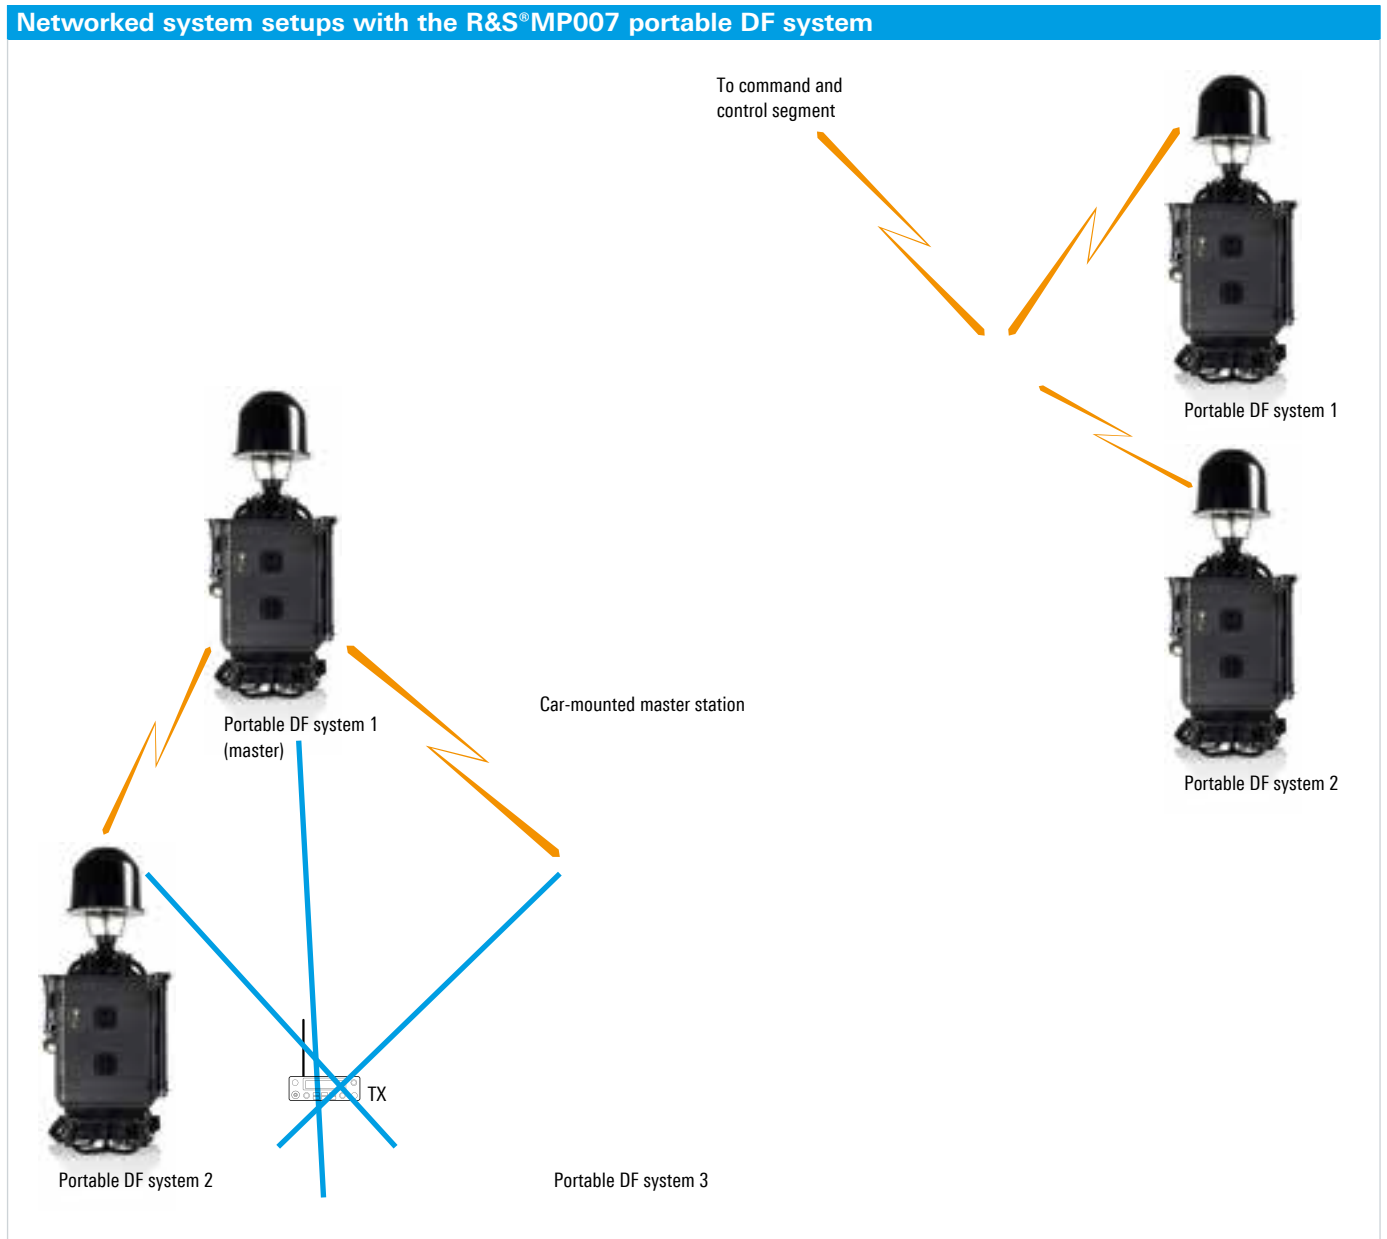 Networked system setups with the R&S®MP007 portable DF system
To command and
control segment
Portable DF system 1
Portable DF system 1
(master)
Car-mounted master station
Portable DF system 2
TX
Portable DF system 2
Portable DF system 3